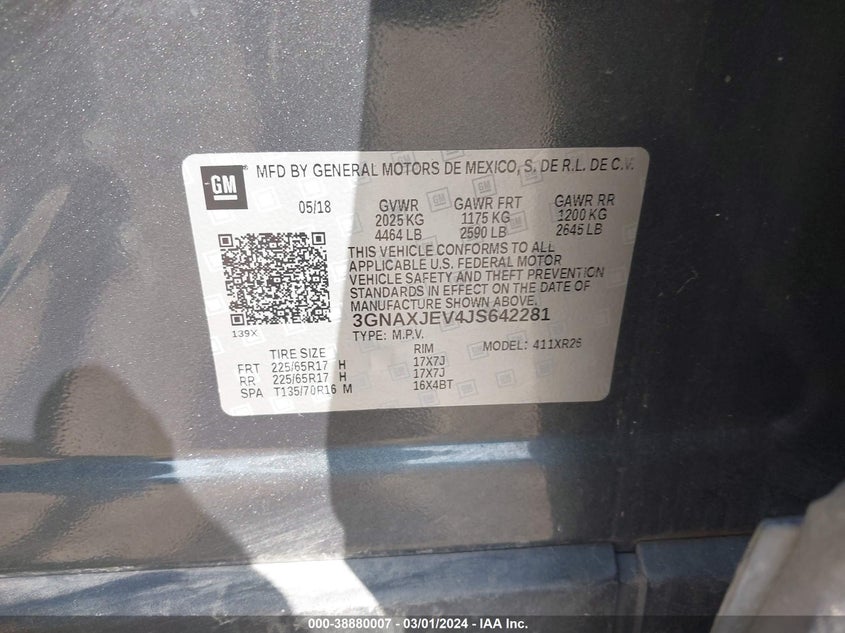 GM ® MFD BY GENERAL MOTORS DE MEXICO, S. DE R.L. DE C.V.
05/18 GVWR GAWR FRT GAWR RR
2025 KG 1175 KG 1200 KG
4464 LB 2590 LB 2645 LB
THIS VEHICLE CONFORMS TO ALL
APPLICABLE U.S. FEDERAL MOTOR
VEHICLE SAFETY AND THEFT PREVENTION
STANDARDS IN EFFECT ON THE DATE OF
MANUFACTURE SHOWN ABOVE.
139X 3GNAXJEV4JS642281
TYPE: M.P.V. MODEL: 411XR26
TIRE SIZE RIM
FRT 225/65R17 H 17X7J
RR 225/65R17 H 17X7J
SPA T135/70R16 M 16X4BT
000-38880007 - 03/01/2024 - IAA Inc.